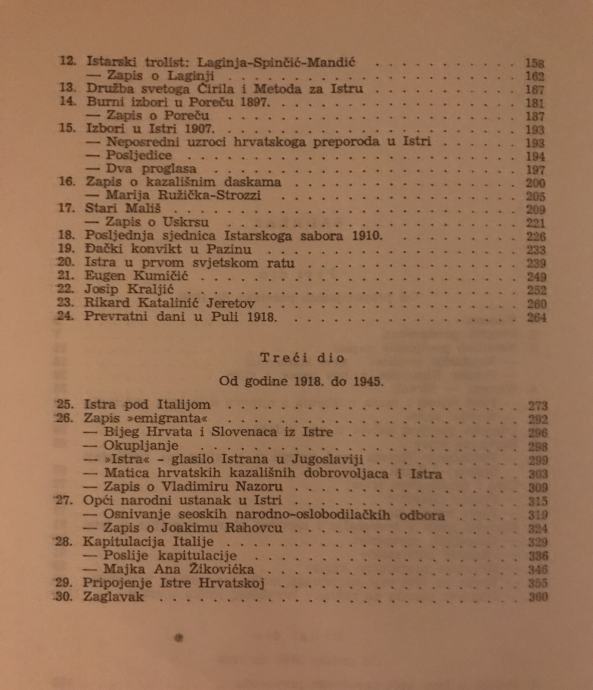 12. Istarski trolist: Laginja-Spinčić-Mandić . . . . . . . . . . . 158
— Zapis o Laginji . . . . . . . . . . . . . . . . . . . . 162
13. Družba svetoga Ćirila i Metoda za Istru . . . . . . . . . . . 167
14. Burni izbori u Poreču 1897. . . . . . . . . . . . . . . . . 181
— Zapis o Poreču . . . . . . . . . . . . . . . . . . . . 187
15. Izbori u Istri 1907. . . . . . . . . . . . . . . . . . . . . 193
— Neposredni uzroci hrvatskoga preporoda u Istri . . . . . . 193
— Posljedice . . . . . . . . . . . . . . . . . . . . . . 194
— Dva proglasa . . . . . . . . . . . . . . . . . . . . . 197
16. Zapis o kazališnim daskama . . . . . . . . . . . . . . . . 200
— Marija Ružička-Strozzi . . . . . . . . . . . . . . . . . 205
17. Stari Mališ . . . . . . . . . . . . . . . . . . . . . . . 209
— Zapis o Uskrsu . . . . . . . . . . . . . . . . . . . . 221
18. Posljednja sjednica Istarskoga sabora 1910. . . . . . . . . . 226
19. Đački konvikt u Pazinu . . . . . . . . . . . . . . . . . . 233
20. Istra u prvom svjetskom ratu . . . . . . . . . . . . . . . 239
21. Eugen Kumičić . . . . . . . . . . . . . . . . . . . . . . 249
22. Josip Kraljić . . . . . . . . . . . . . . . . . . . . . . . 252
23. Rikard Katalinić Jeretov . . . . . . . . . . . . . . . . . 260
24. Prevratni dani u Puli 1918. . . . . . . . . . . . . . . . . 264
Treći dio
Od godine 1918. do 1945.
25. Istra pod Italijom . . . . . . . . . . . . . . . . . . . . 273
26. Zapis »emigranta« . . . . . . . . . . . . . . . . . . . . 292
— Bijeg Hrvata i Slovenaca iz Istre . . . . . . . . . . . . . 296
— Okupljanje . . . . . . . . . . . . . . . . . . . . . . 298
— »Istra« - glasilo Istrana u Jugoslaviji . . . . . . . . . . . 299
— Matica hrvatskih kazališnih dobrovoljaca i Istra . . . . . . 303
— Zapis o Vladimiru Nazoru . . . . . . . . . . . . . . . . 309
27. Opći narodni ustanak u Istri . . . . . . . . . . . . . . . 315
— Osnivanje seoskih narodno-oslobodilačkih odbora . . . . . 319
— Zapis o Joakimu Rahovcu . . . . . . . . . . . . . . . . 324
28. Kapitulacija Italije . . . . . . . . . . . . . . . . . . . . 329
— Poslije kapitulacije . . . . . . . . . . . . . . . . . . . 336
— Majka Ana Žikovićka . . . . . . . . . . . . . . . . . . 346
29. Pripojenje Istre Hrvatskoj . . . . . . . . . . . . . . . . 355
30. Zaglavak . . . . . . . . . . . . . . . . . . . . . . . . 360